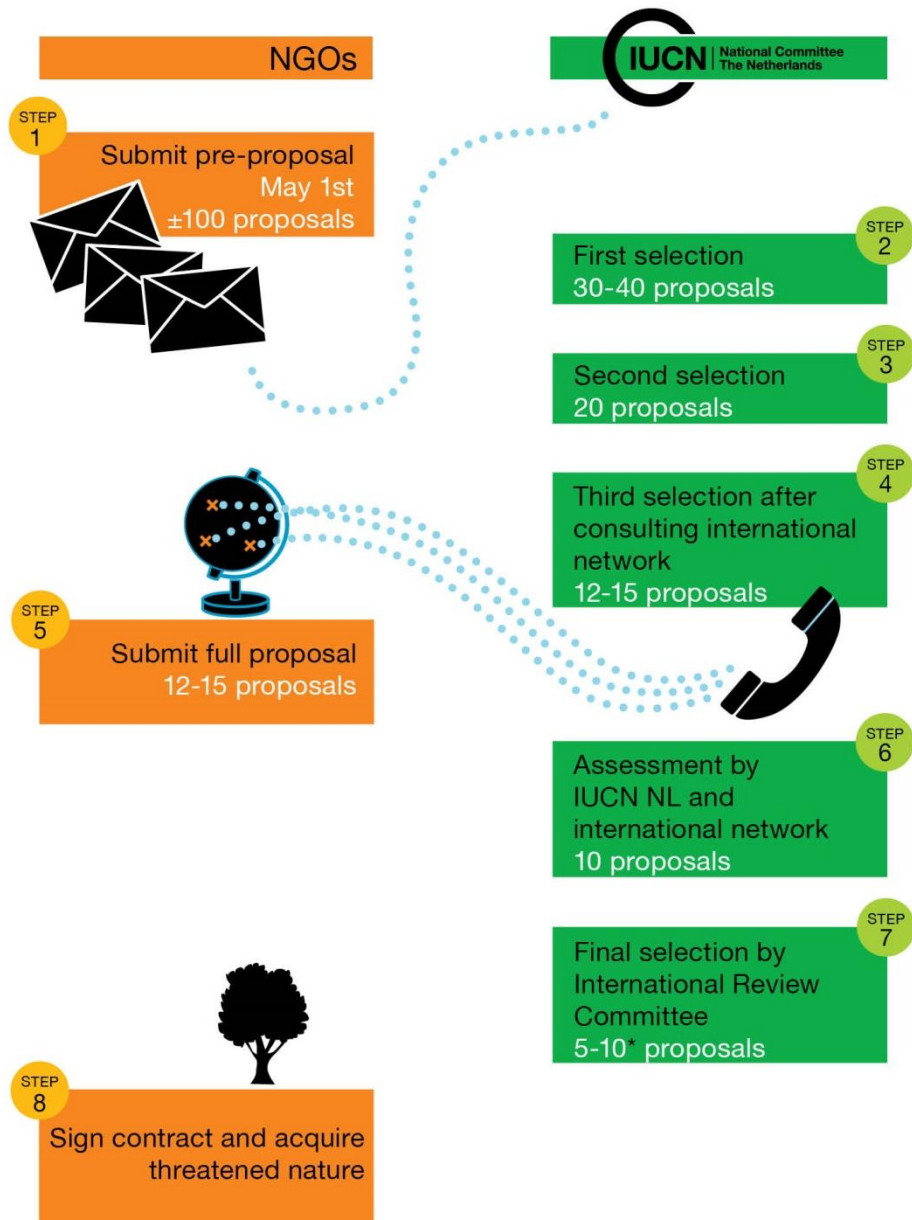 NGOs
IUCN
National Committee
The Netherlands
STEP
1
Submit pre-proposal
May 1st
±100 proposals
STEP
2
First selection
30-40 proposals
STEP
3
Second selection
20 proposals
STEP
4
Third selection after
consulting international
network
12-15 proposals
STEP
5
Submit full proposal
12-15 proposals
STEP
6
Assessment by
IUCN NL and
international network
10 proposals
STEP
7
Final selection by
International Review
Committee
5-10* proposals
STEP
8
Sign contract and acquire
threatened nature